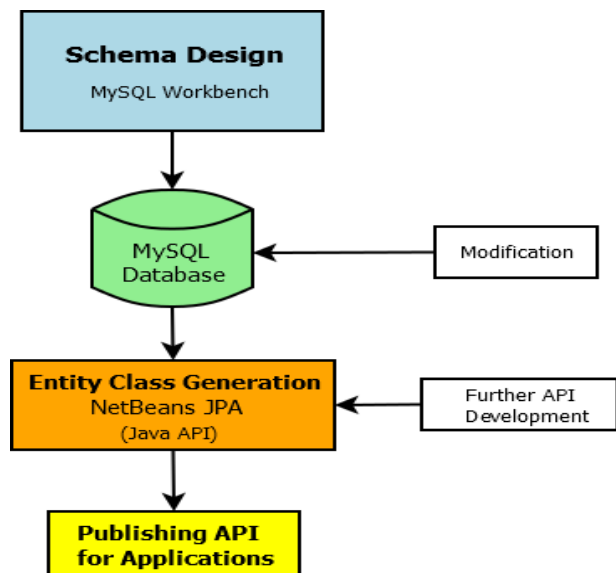 Schema Design
MySQL Workbench
MySQL
Database
Modification
Entity Class Generation
NetBeans JPA
(Java API)
Further API
Development
Publishing API
for Applications